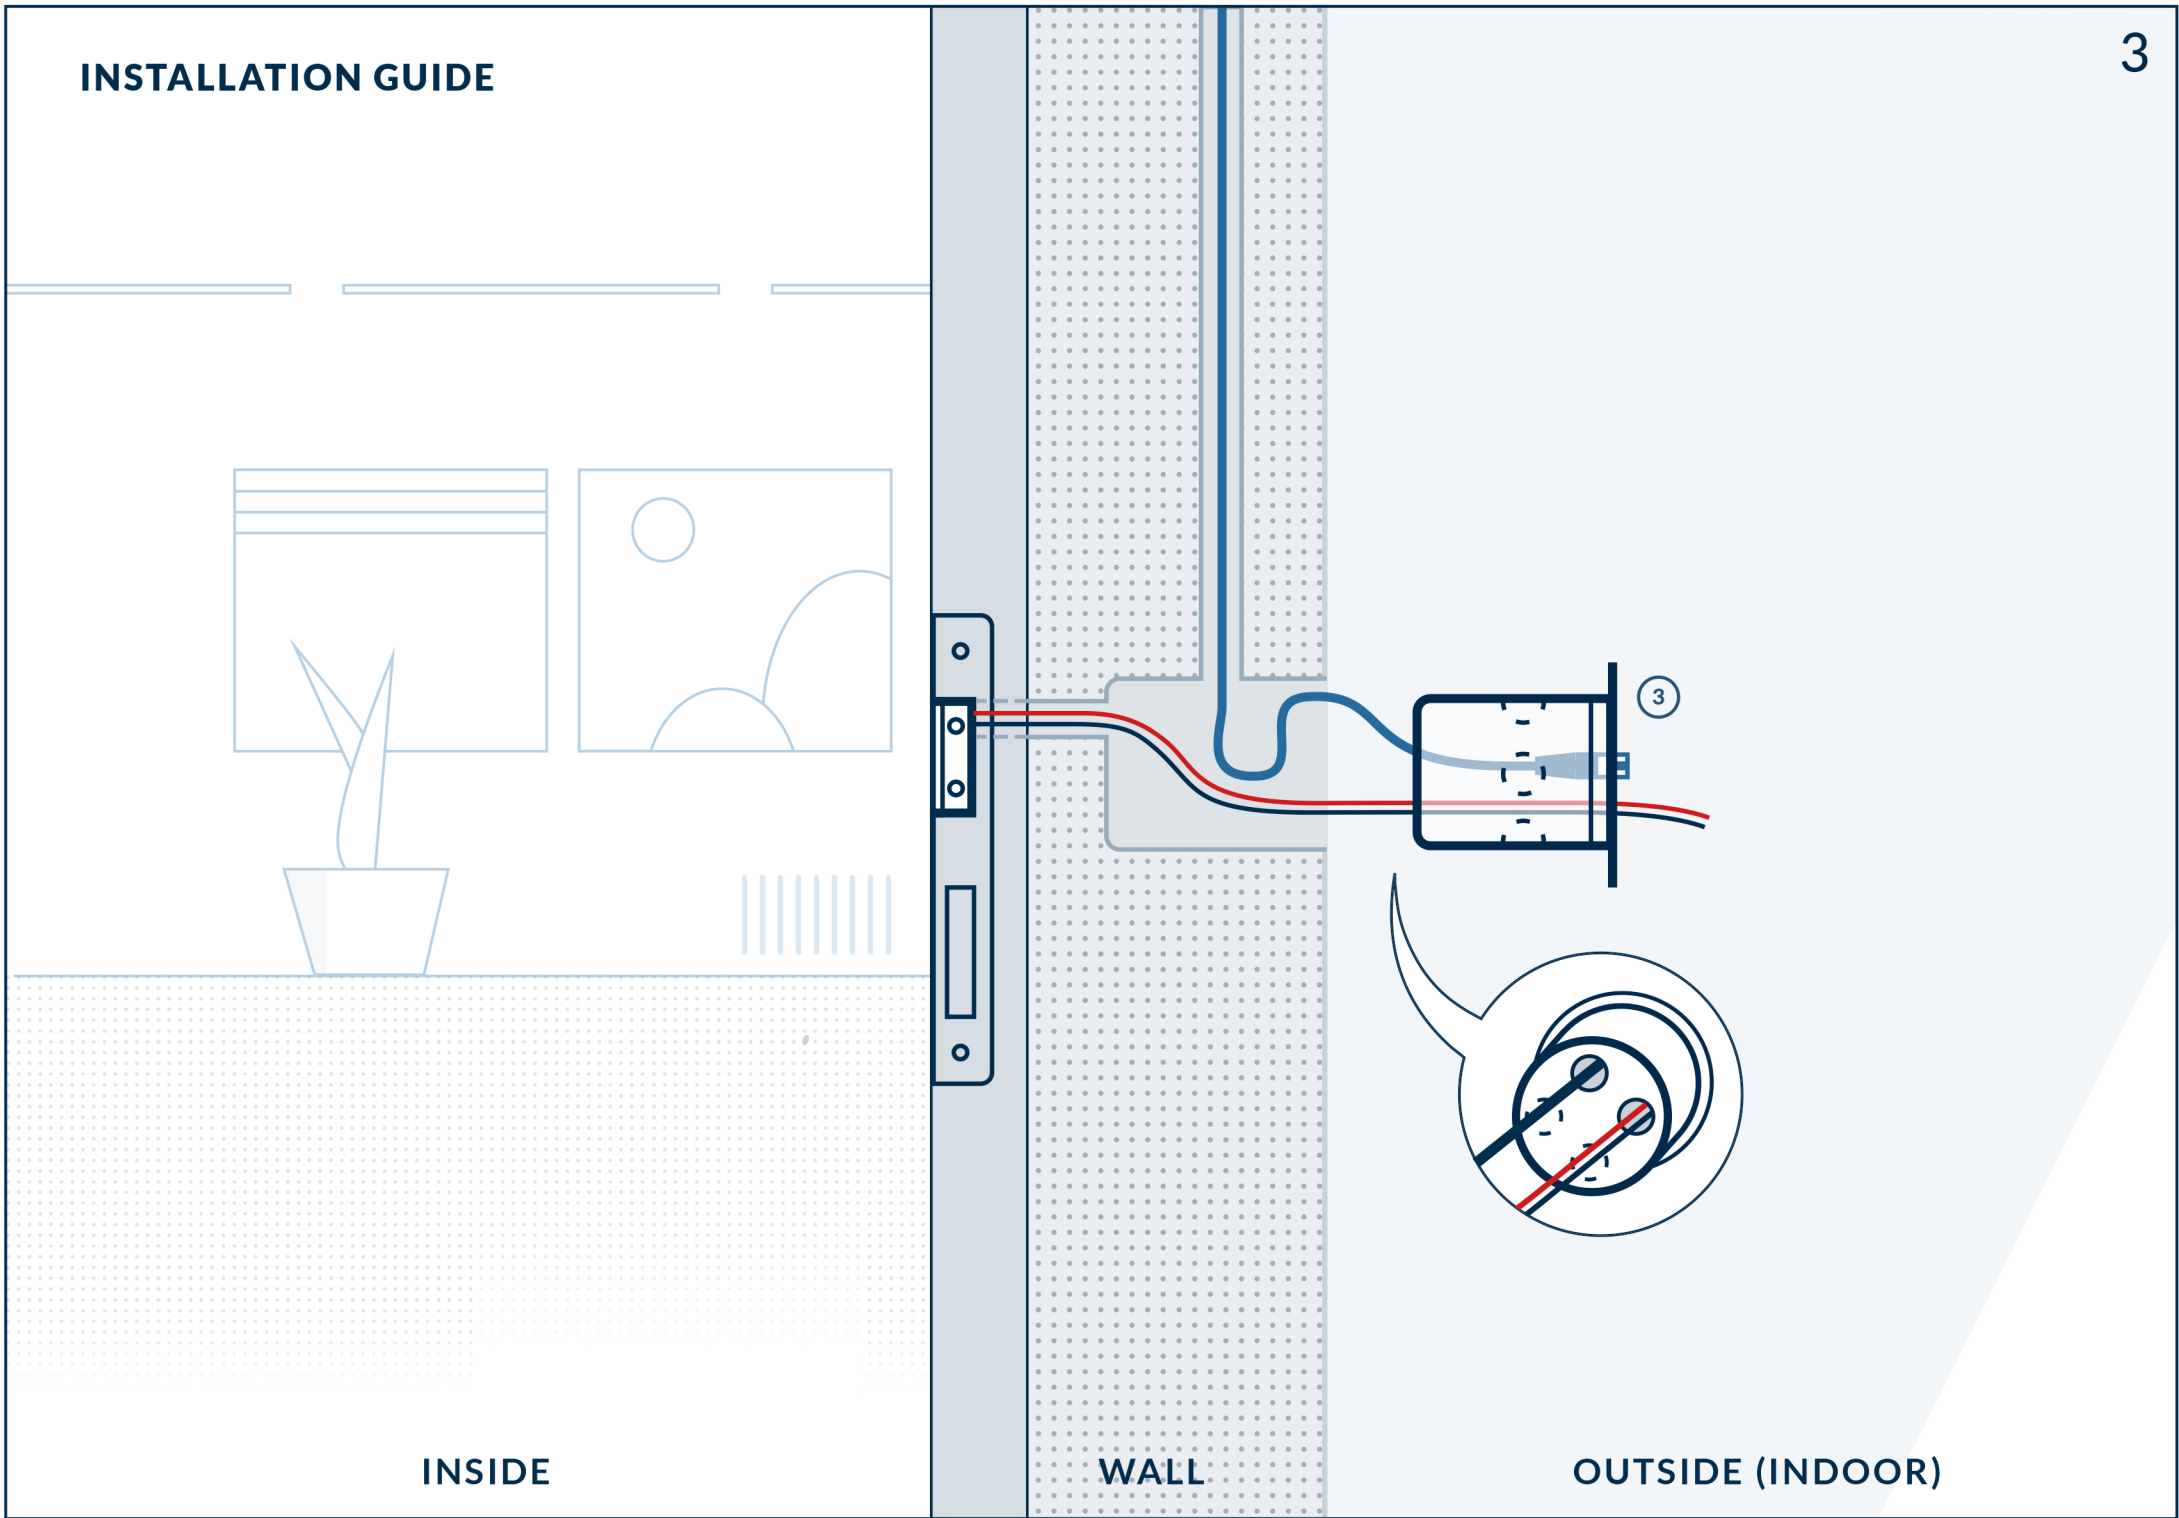 INSTALLATION GUIDE
3
3
INSIDE
WALL
OUTSIDE (INDOOR)